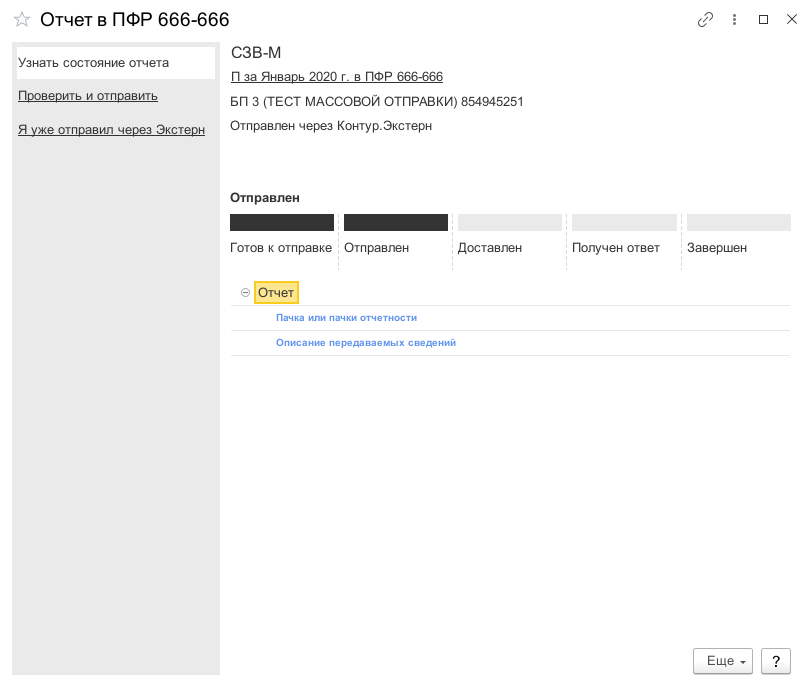 Отчет в ПФР 666-666
Узнать состояние отчета
Проверить и отправить
Я уже отправил через Экстерн
СЗВ-М
П за Январь 2020 г. в ПФР 666-666
БП 3 (ТЕСТ МАССОВОЙ ОТПРАВКИ) 854945251
Отправлен через Контур.Экстерн
Отправлен
Готов к отправке Отправлен Доставлен Получен ответ Завершен
Отчет
Пачка или пачки отчетности
Описание передаваемых сведений
Еще ?